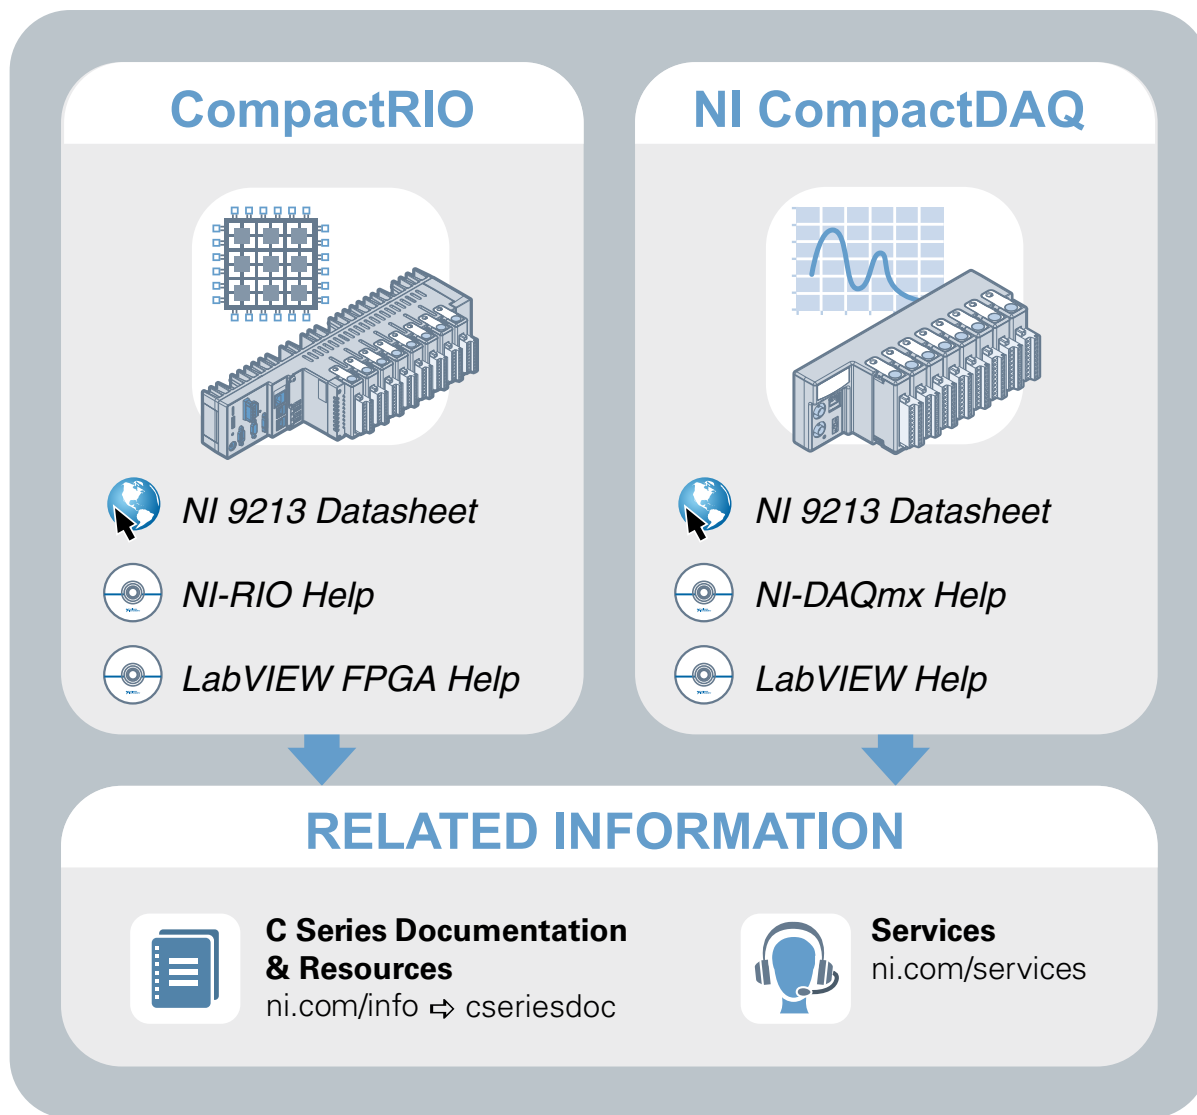 CompactRIO
NI 9213 Datasheet
NI-RIO Help
LabVIEW FPGA Help
NI CompactDAQ
NI 9213 Datasheet
NI-DAQmx Help
LabVIEW Help
RELATED INFORMATION
C Series Documentation
& Resources
ni.com/info ⇨ cseriesdoc
Services
ni.com/services